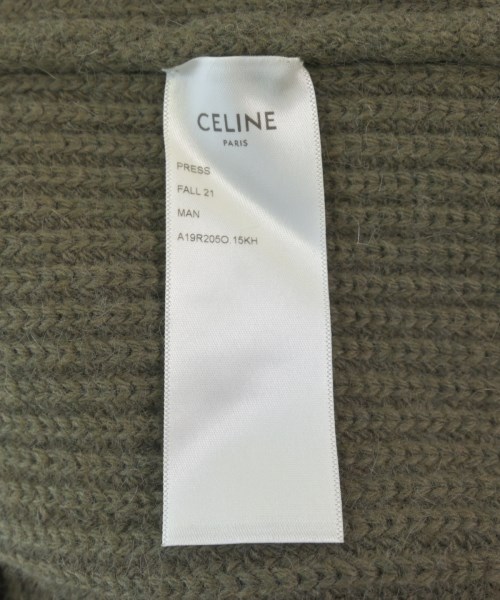 CELINE
PARIS
PRESS
FALL 21
MAN
A19R205O.15KH